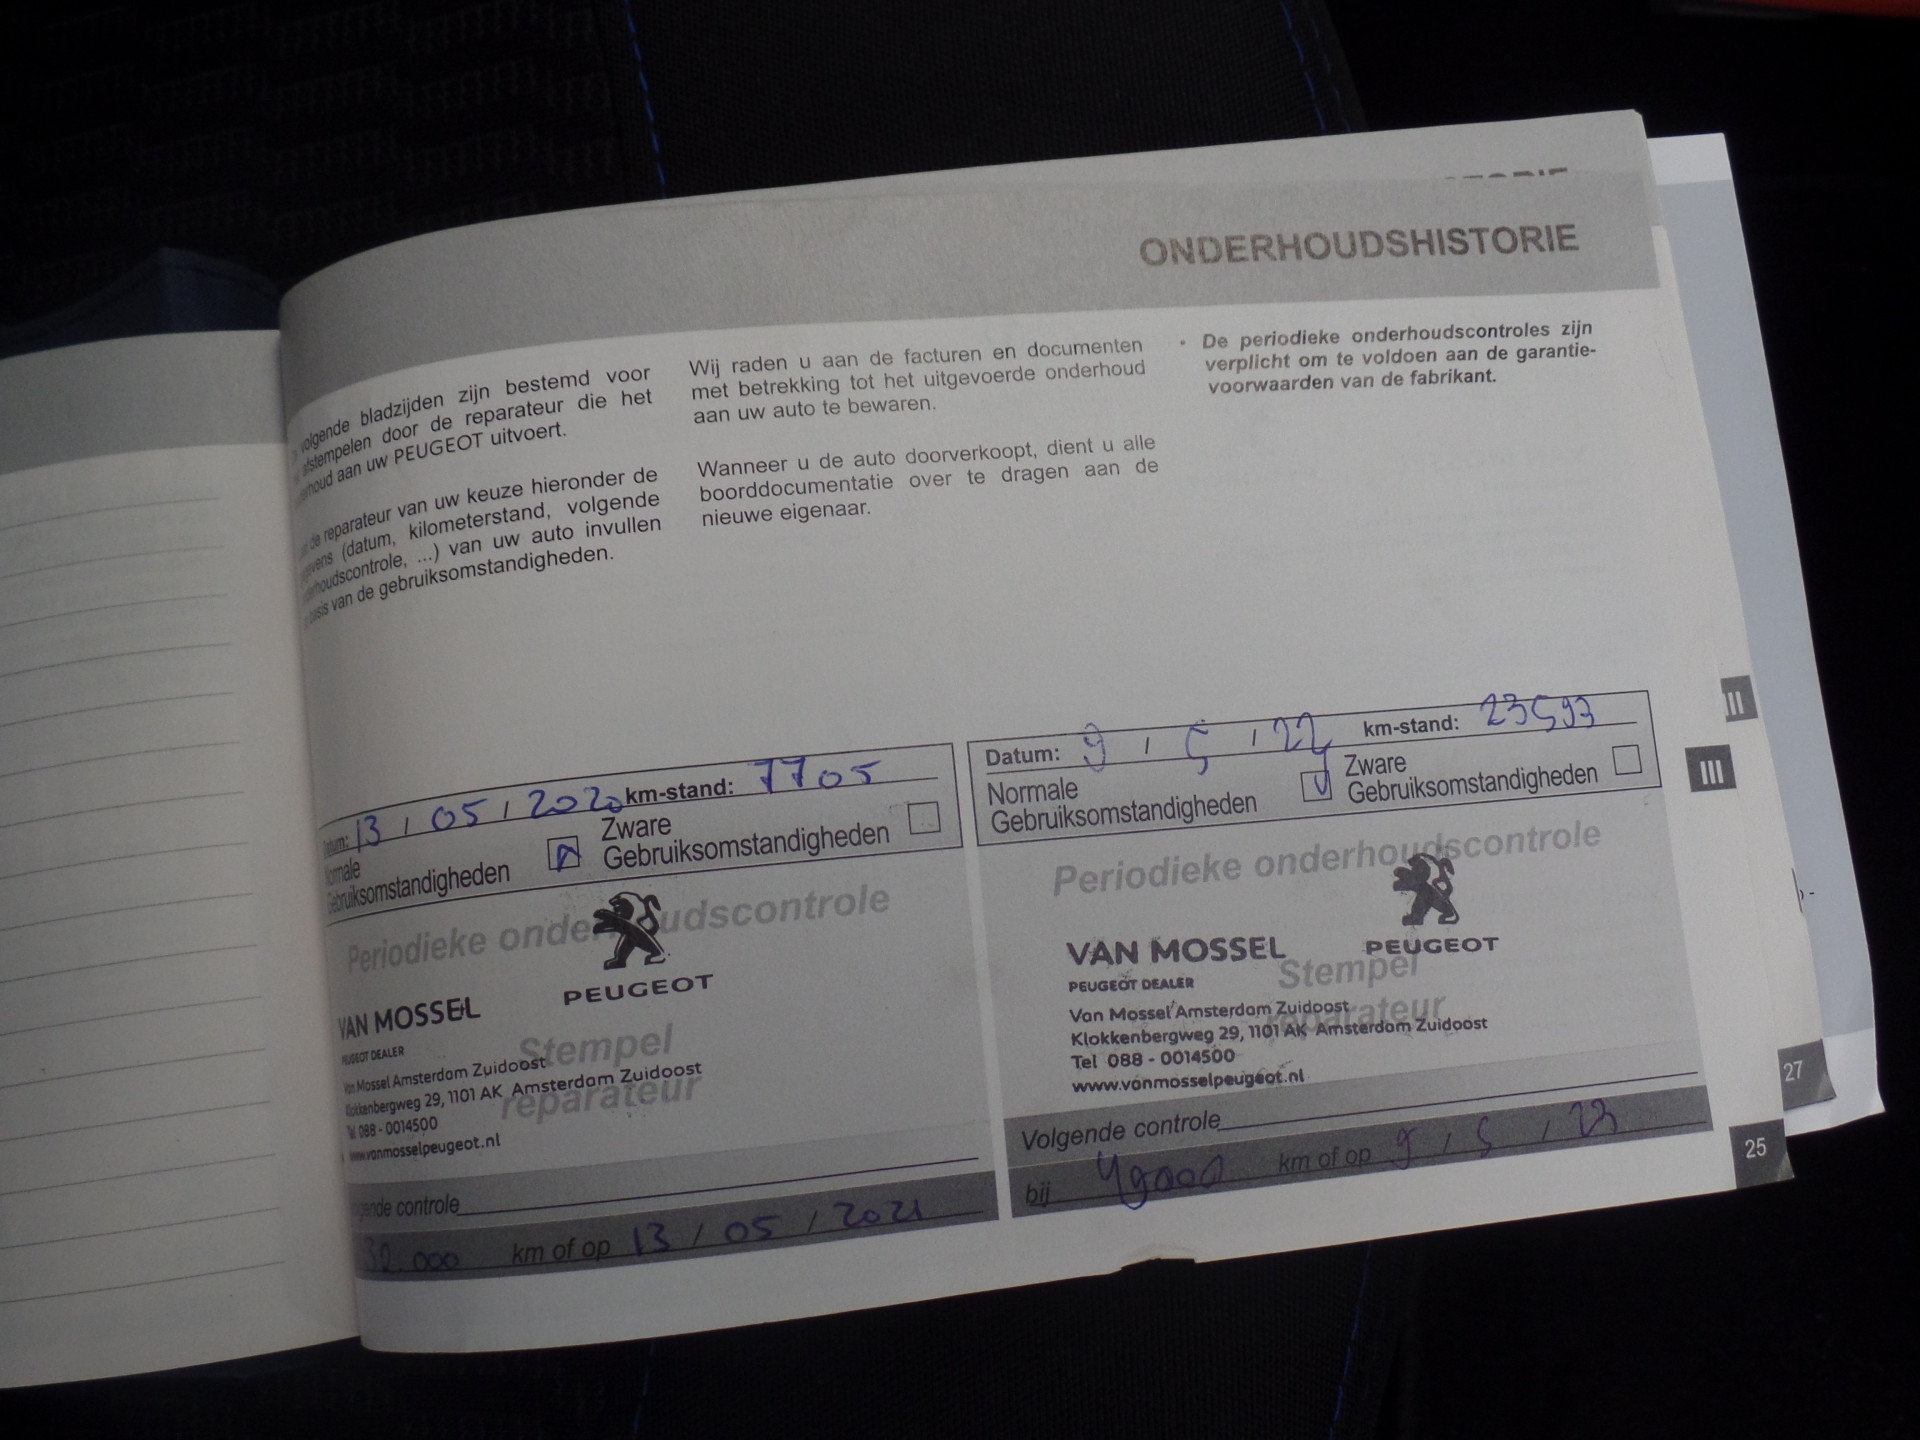 ONDERHOUDSHISTORIE
volgende bladzijden zijn bestemd voor
afstempelen door de reparateur die het
onderhoud aan uw PEUGEOT uitvoert.
de reparateur van uw keuze hieronder de
gegevens (datum, kilometerstand, volgende
onderhoudscontrole, ...) van uw auto invullen
basis van de gebruiksomstandigheden.
Wij raden u aan de facturen en documenten
met betrekking tot het uitgevoerde onderhoud
aan uw auto te bewaren.
Wanneer u de auto doorverkoopt, dient u alle
boorddocumentatie over te dragen aan de
nieuwe eigenaar.
• De periodieke onderhoudscontroles zijn
verplicht om te voldoen aan de garantie-
voorwaarden van de fabrikant.
Datum: 13 / 05 / 2020 km-stand: 7705
Normale
Gebruiksomstandigheden
Zware
Gebruiksomstandigheden
Periodieke onderhoudscontrole
PEUGEOT
VAN MOSSEL
PEUGEOT DEALER
Stempel
reparateur
Van Mossel Amsterdam Zuidoost
Klokkenbergweg 29, 1101 AK Amsterdam Zuidoost
Tel 088 - 0014500
www.vanmosselpeugeot.nl
Volgende controle
32.000 km of op 13 / 05 / 2021
Datum: 9 / 5 / 22 km-stand: 23593
Normale
Gebruiksomstandigheden
Zware
Gebruiksomstandigheden
Periodieke onderhoudscontrole
VAN MOSSEL
PEUGEOT
PEUGEOT DEALER
Stempel
reparateur
Van Mossel Amsterdam Zuidoost
Klokkenbergweg 29, 1101 AK Amsterdam Zuidoost
Tel 088 - 0014500
www.vanmosselpeugeot.nl
Volgende controle
bij 49000 km of op 9 / 5 / 23
III
III
27
25